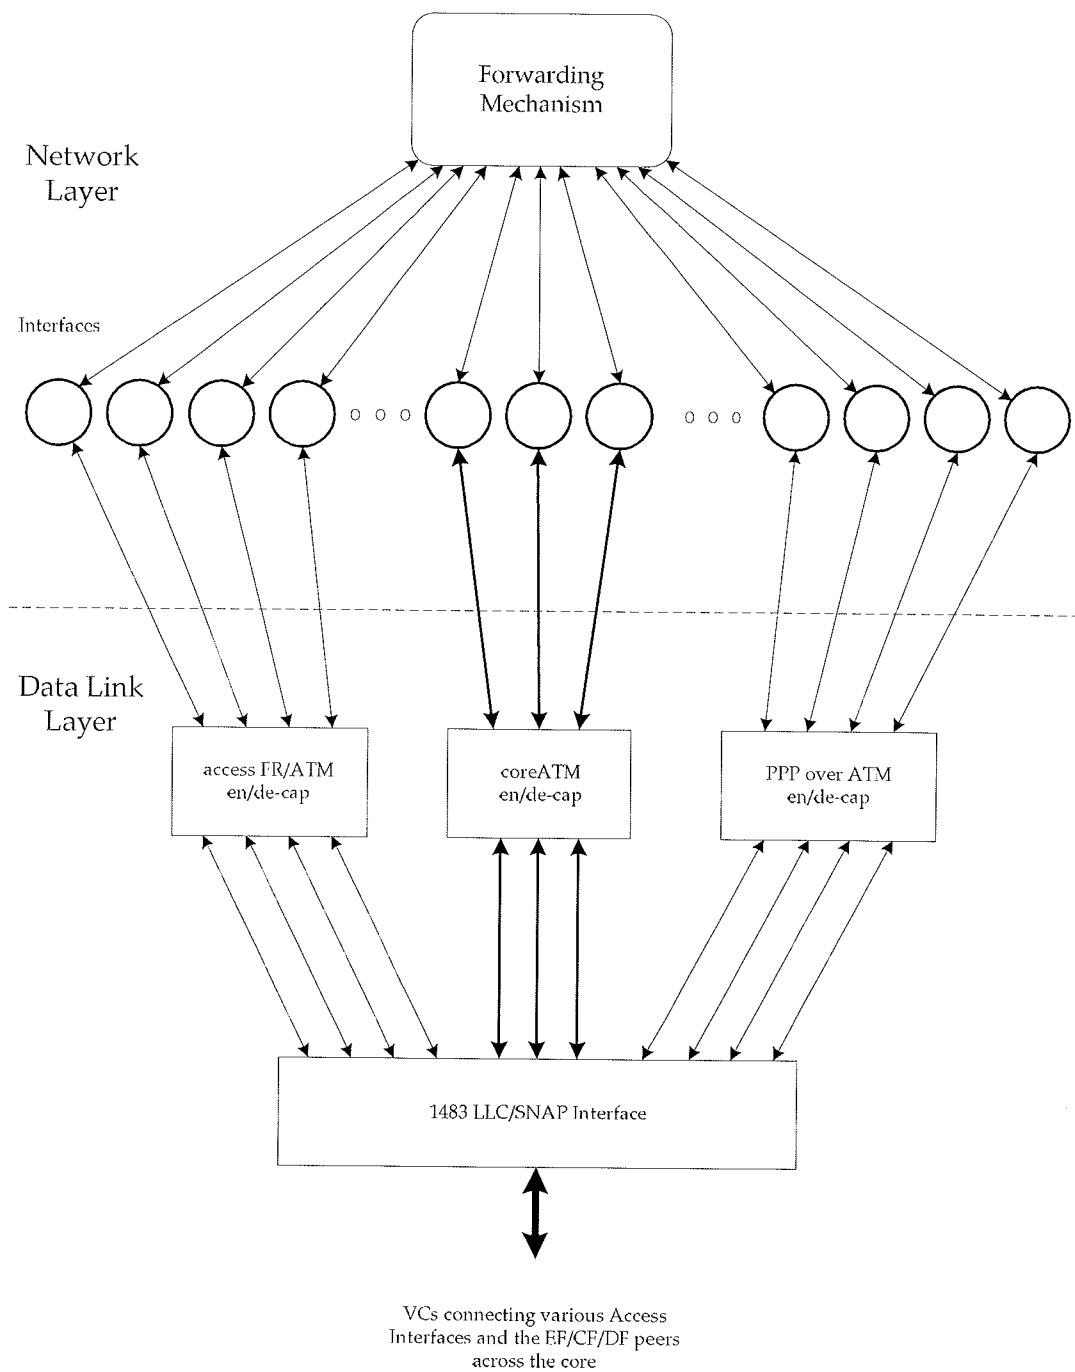 Forwarding
Mechanism
Network
Layer
Interfaces
o o o
o o o
Data Link
Layer
access FR/ATM
en/de-cap
coreATM
en/de-cap
PPP over ATM
en/de-cap
1483 LLC/SNAP Interface
VCs connecting various Access
Interfaces and the EF/CF/DF peers
across the core